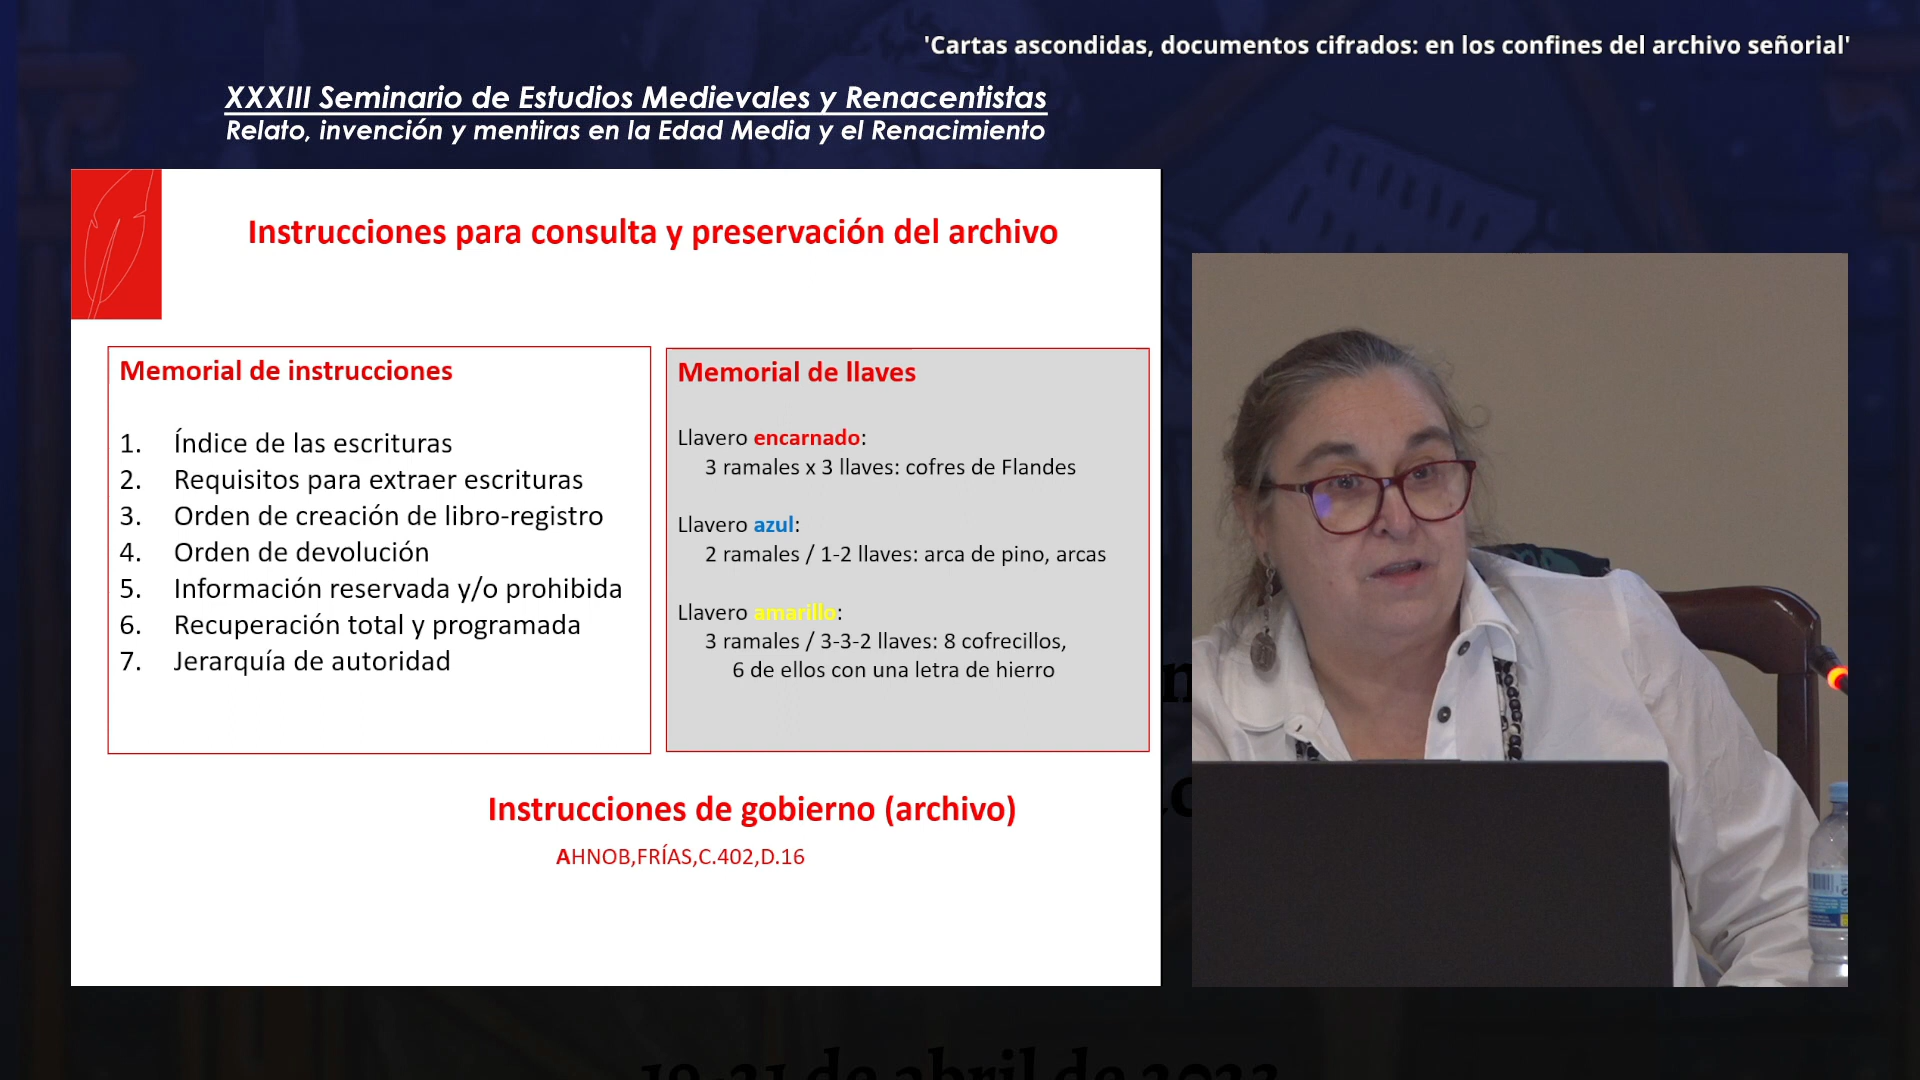 'Cartas ascondidas, documentos cifrados: en los confines del archivo señorial'
XXXIII Seminario de Estudios Medievales y Renacentistas
Relato, invención y mentiras en la Edad Media y el Renacimiento
Instrucciones para consulta y preservación del archivo
Memorial de instrucciones
1. Índice de las escrituras
2. Requisitos para extraer escrituras
3. Orden de creación de libro-registro
4. Orden de devolución
5. Información reservada y/o prohibida
6. Recuperación total y programada
7. Jerarquía de autoridad
Memorial de llaves
Llavero encarnado:
3 ramales x 3 llaves: cofres de Flandes
Llavero azul:
2 ramales / 1-2 llaves: arca de pino, arcas
Llavero amarillo:
3 ramales / 3-3-2 llaves: 8 cofrecillos,
6 de ellos con una letra de hierro
Instrucciones de gobierno (archivo)
AHNOB,FRÍAS,C.402,D.16
19-21 de abril de 2023